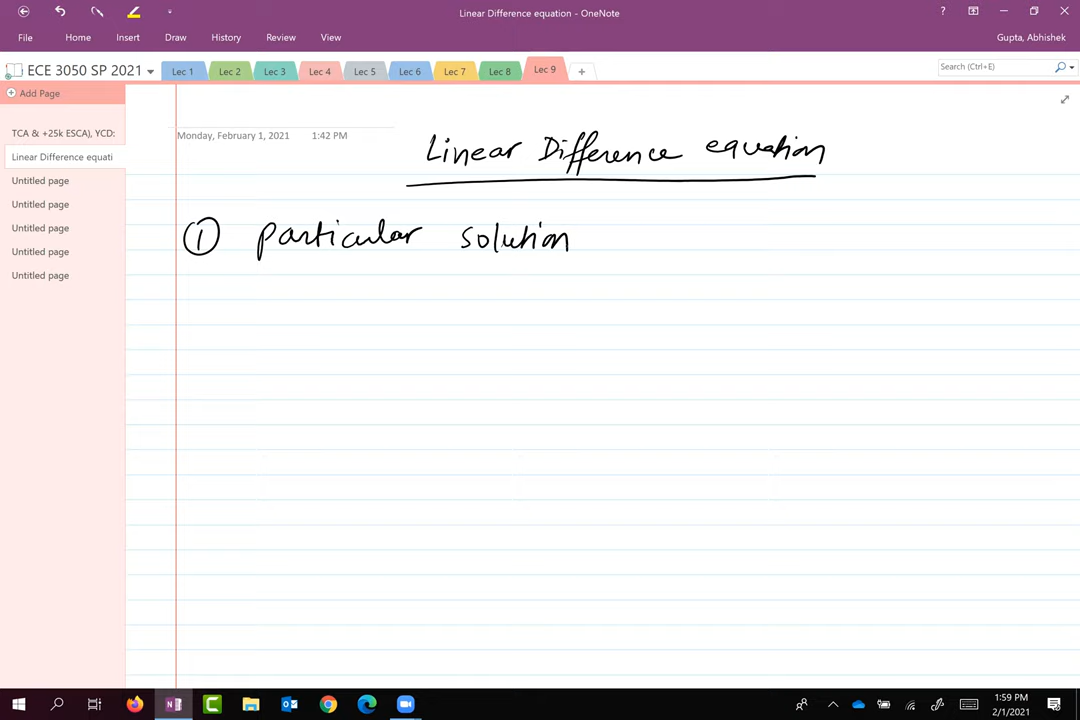 Linear Difference equation - OneNote
?
File Home Insert Draw History Review View
Gupta, Abhishek
ECE 3050 SP 2021
Lec 1 Lec 2 Lec 3 Lec 4 Lec 5 Lec 6 Lec 7 Lec 8 Lec 9 +
Search (Ctrl+E)
Add Page
TCA & +25k ESCA), YCD:
Linear Difference equati
Untitled page
Untitled page
Untitled page
Untitled page
Untitled page
Monday, February 1, 2021 1:42 PM
Linear Difference equation
① particular solution
1:59 PM
2/1/2021